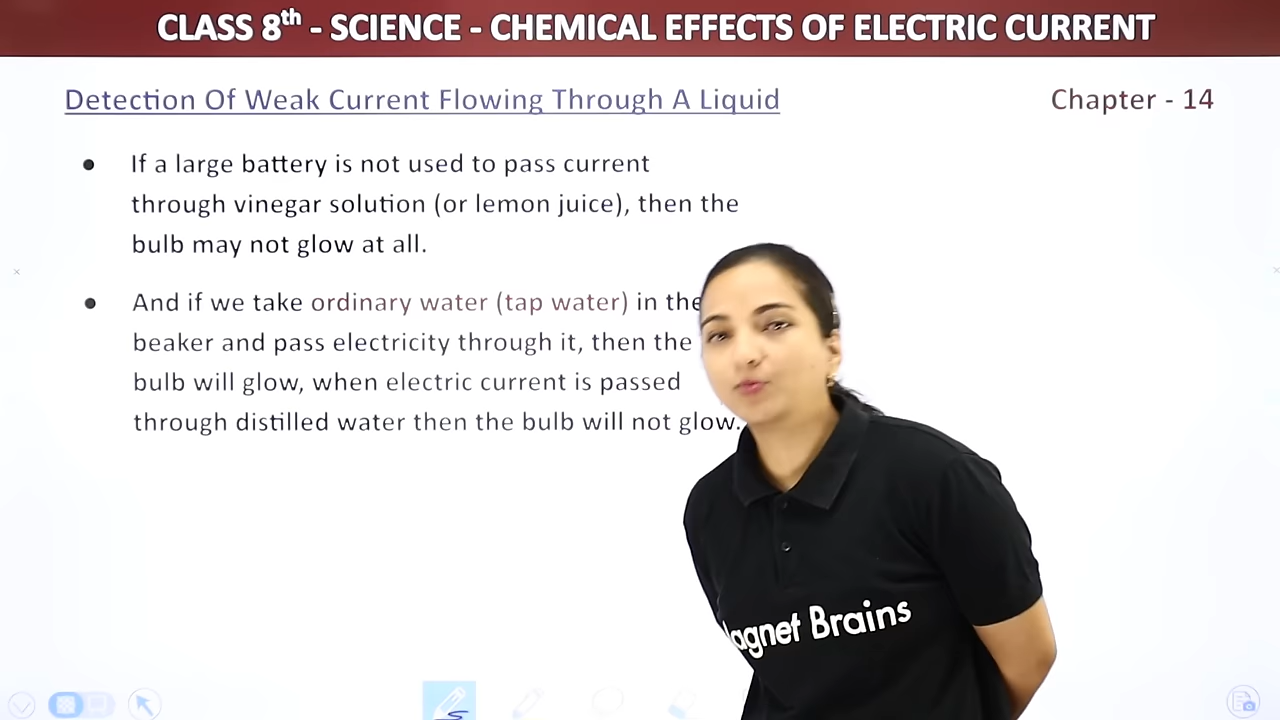 CLASS 8th - SCIENCE - CHEMICAL EFFECTS OF ELECTRIC CURRENT
Detection Of Weak Current Flowing Through A Liquid
Chapter - 14
If a large battery is not used to pass current
through vinegar solution (or lemon juice), then the
bulb may not glow at all.
And if we take ordinary water (tap water) in the
beaker and pass electricity through it, then the
bulb will glow, when electric current is passed
through distilled water then the bulb will not glow.
Brains